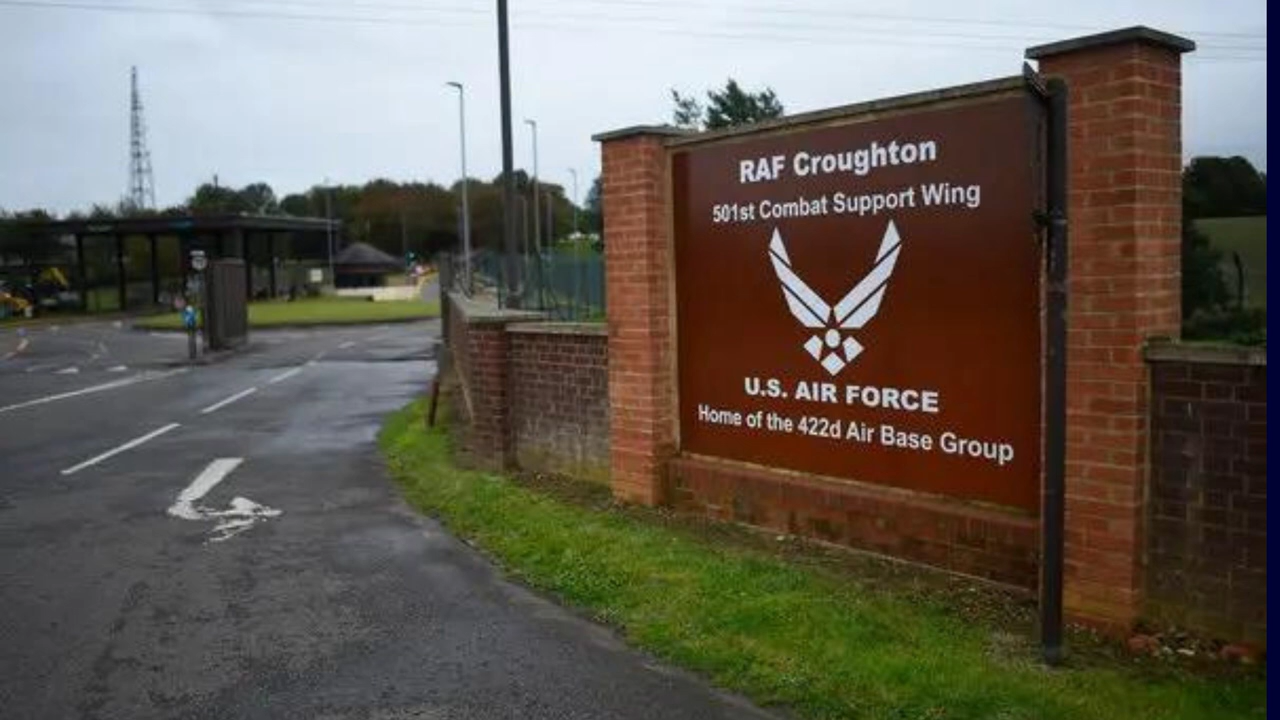 RAF Croughton
501st Combat Support Wing
U.S. AIR FORCE
Home of the 422d Air Base Group